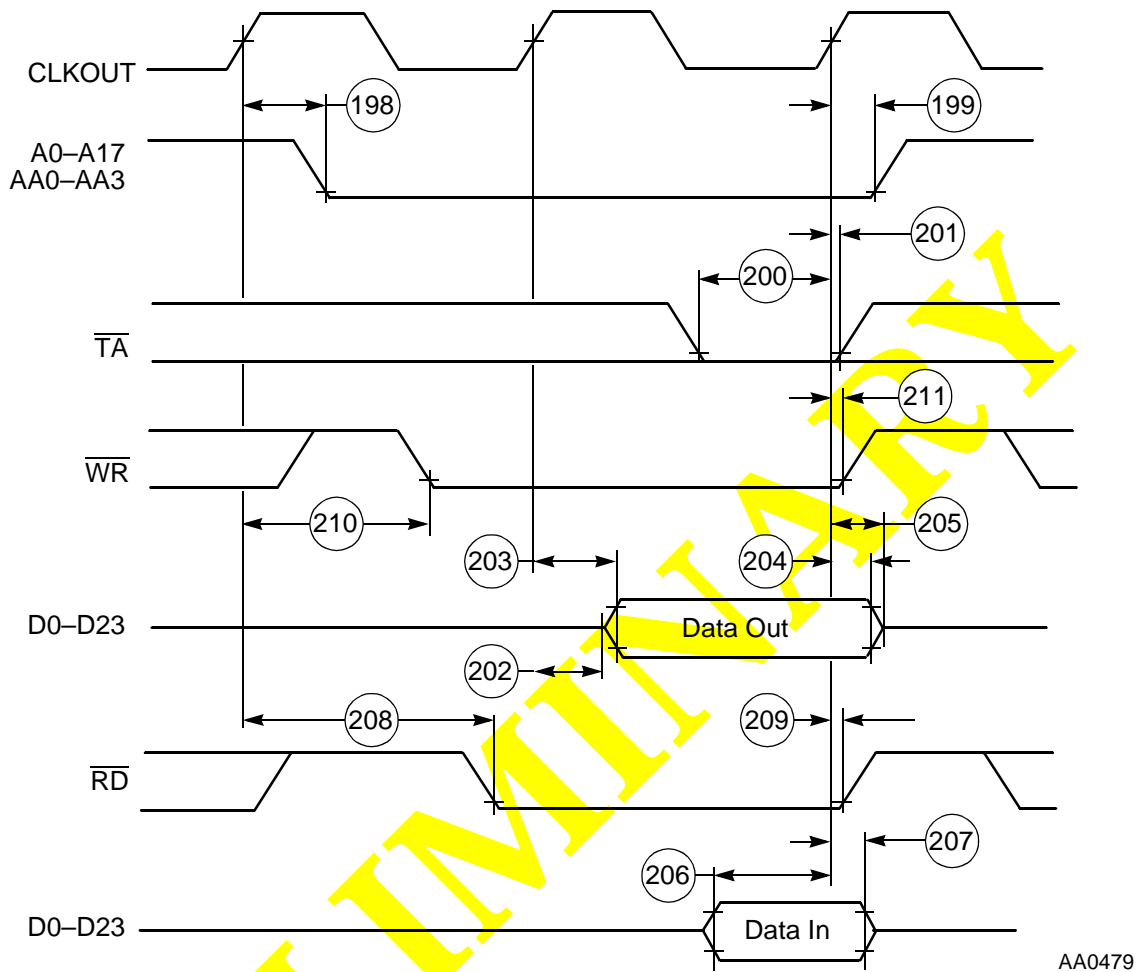 CLKOUT
198
199
A0–A17
AA0–AA3
201
200
TA
211
WR
210
205
203
204
D0–D23
Data Out
202
208
209
RD
207
206
D0–D23
Data In
AA0479
IMINARY